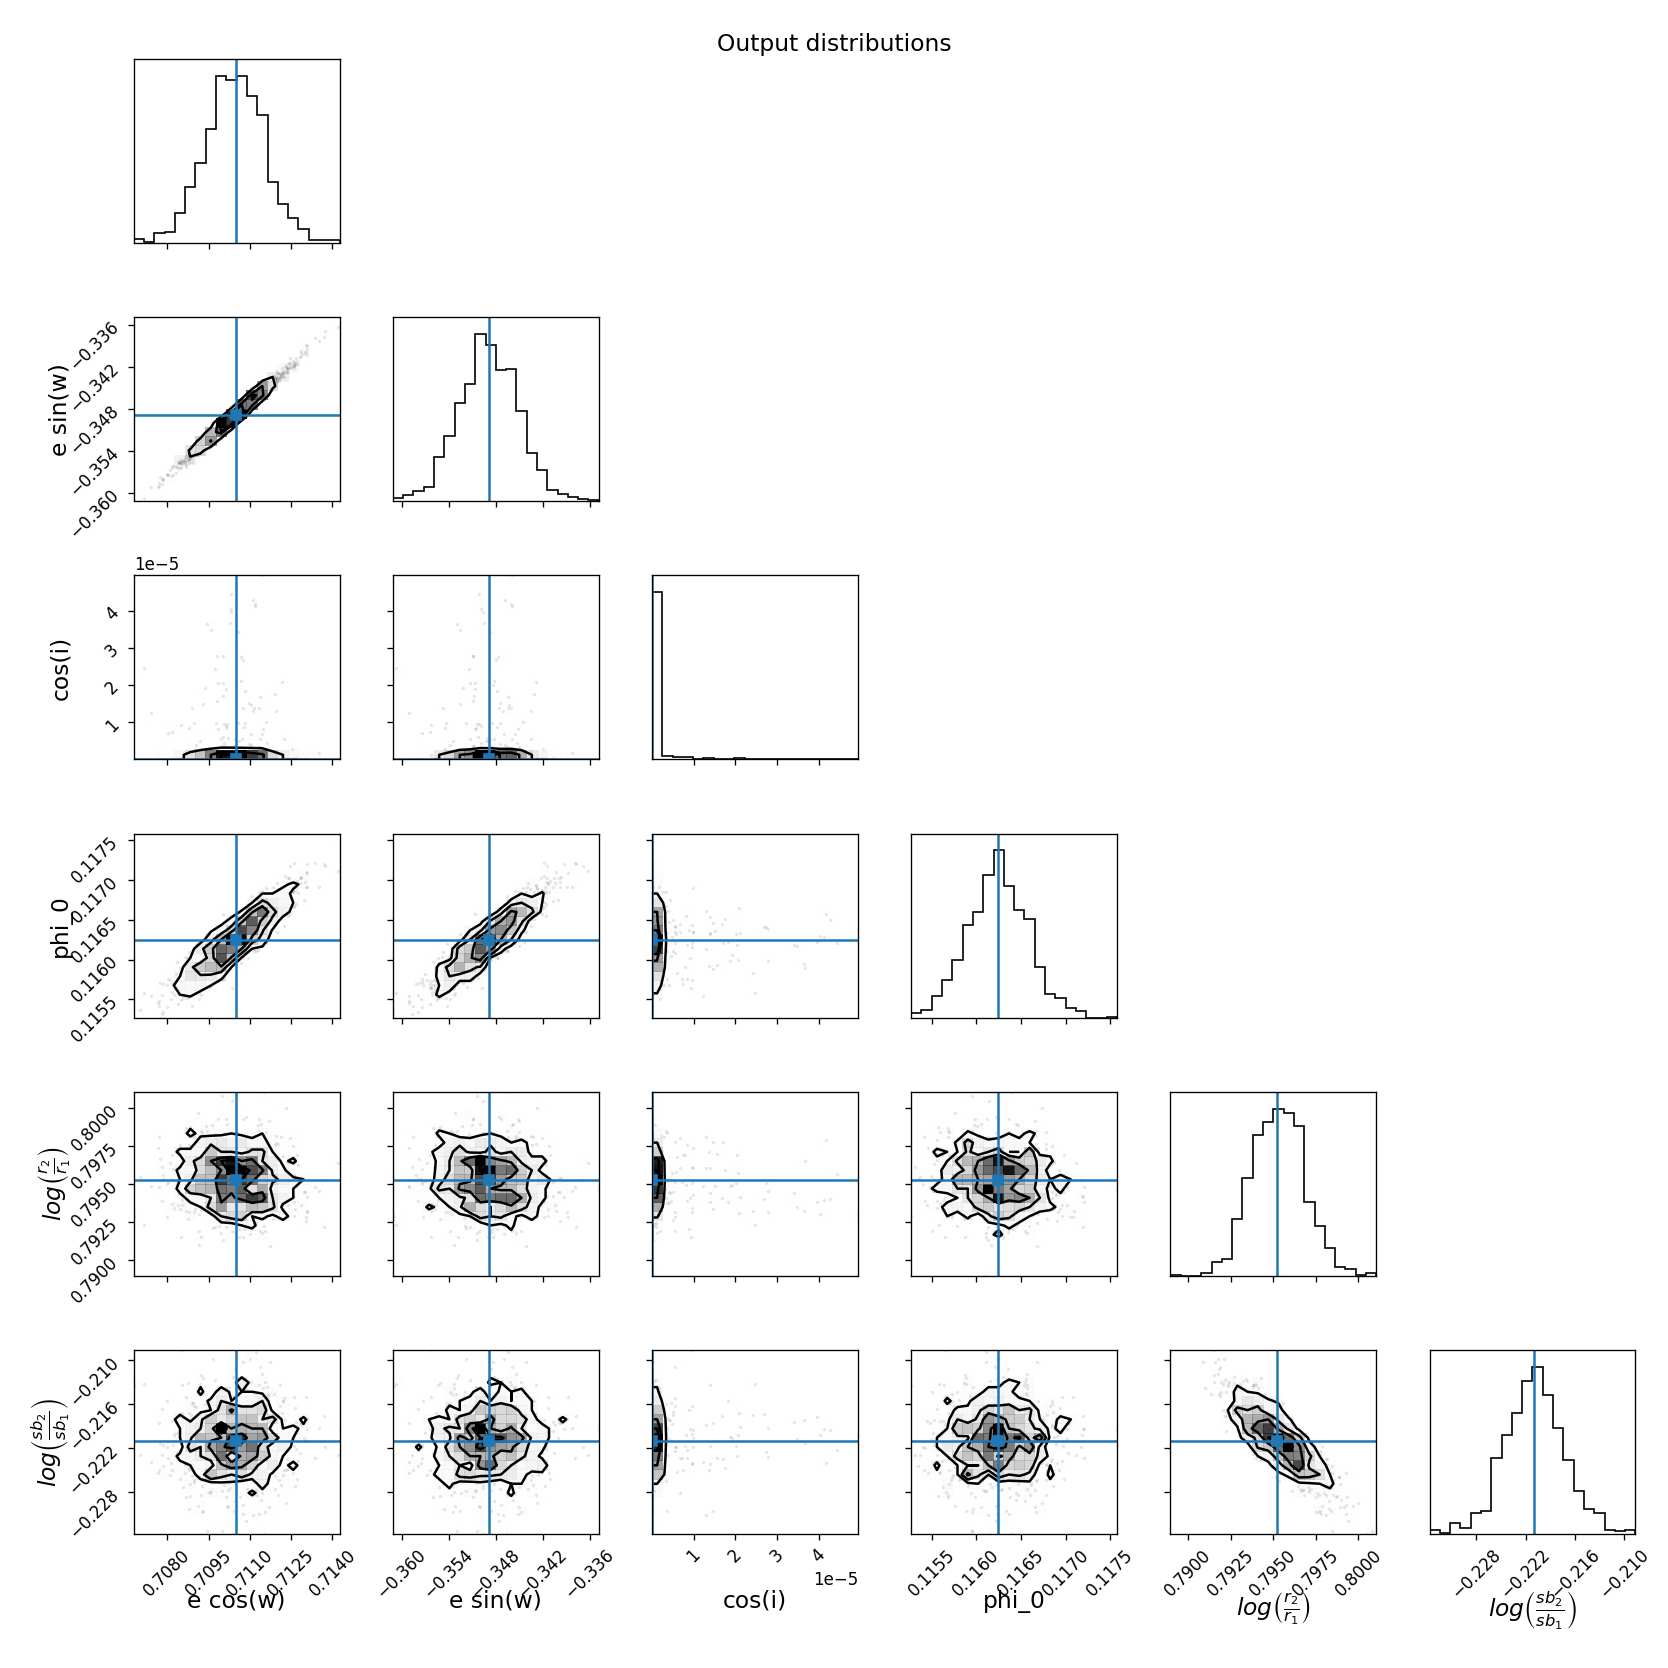 Output distributions
e sin(w)
−0.336
−0.342
−0.348
−0.354
−0.360
1e−5
cos(i)
4
3
2
1
phi_0
0.1175
0.1170
0.1165
0.1160
0.1155
log(r₂/r₁)
0.8000
0.7975
0.7950
0.7925
0.7900
log(sb₂/sb₁)
−0.210
−0.216
−0.222
−0.228
0.7080 0.7095 0.7110 0.7125 0.7140
e cos(w)
−0.360 −0.354 −0.348 −0.342 −0.336
e sin(w)
1 2 3 4
1e−5
cos(i)
0.1155 0.1160 0.1165 0.1170 0.1175
phi_0
0.7900 0.7925 0.7950 0.7975 0.8000
log(r₂/r₁)
−0.228 −0.222 −0.216 −0.210
log(sb₂/sb₁)